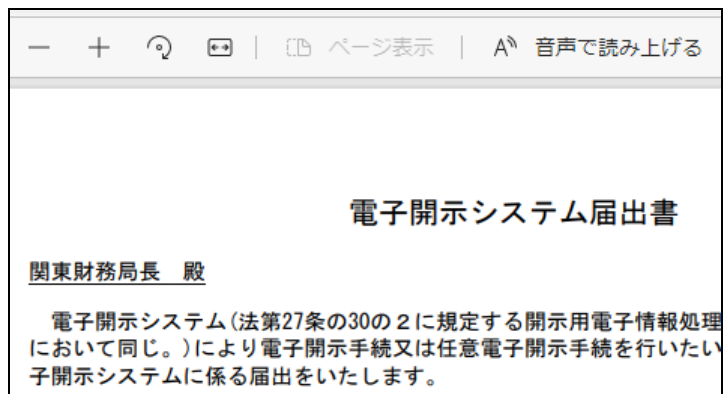 ページ表示 音声で読み上げる
電子開示システム届出書
関東財務局長 殿
電子開示システム(法第27条の30の２に規定する開示用電子情報処理
において同じ。)により電子開示手続又は任意電子開示手続を行いたい
子開示システムに係る届出をいたします。